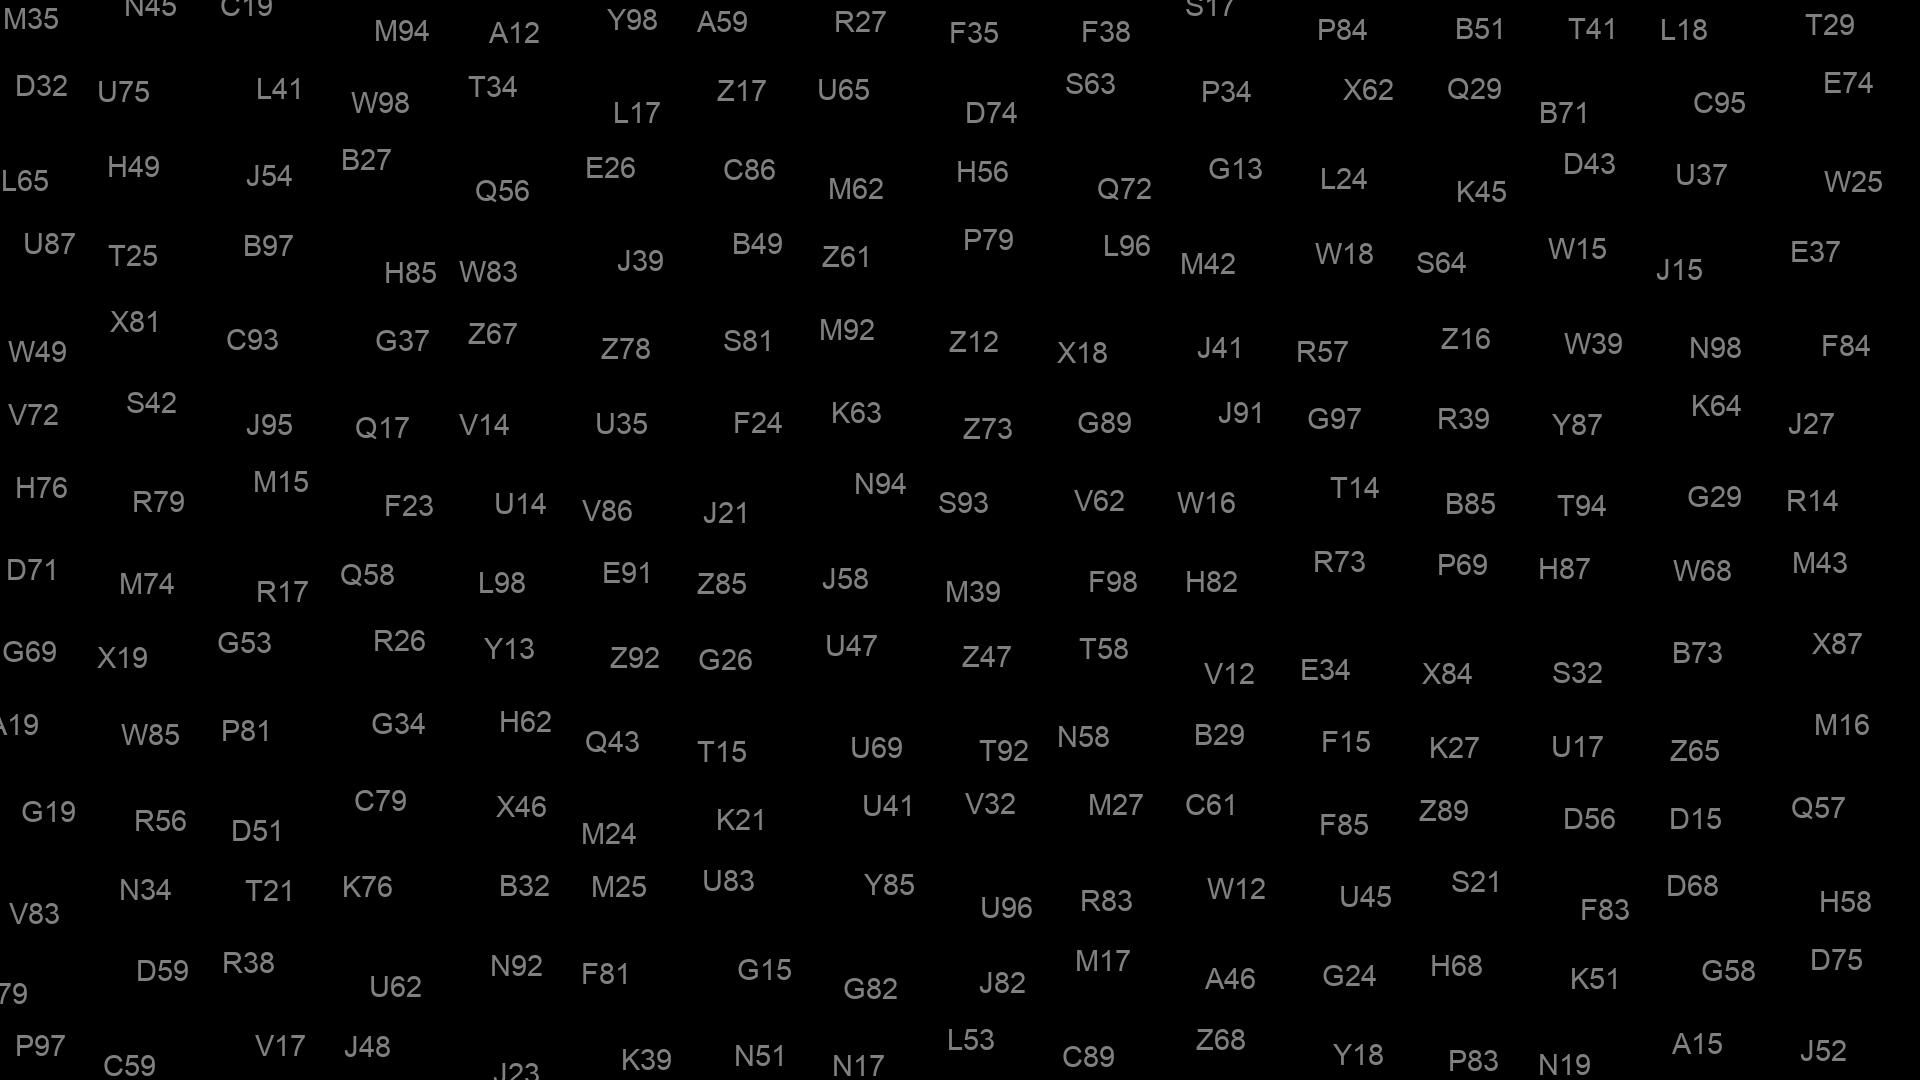 M35 N45 C19 M94 A12 Y98 A59 R27 F35 F38 S17 P84 B51 T41 L18 T29
D32 U75 L41 W98 T34 L17 Z17 U65 D74 S63 P34 X62 Q29 B71 C95 E74
L65 H49 J54 B27 Q56 E26 C86 M62 H56 Q72 G13 L24 K45 D43 U37 W25
U87 T25 B97 H85 W83 J39 B49 Z61 P79 L96 M42 W18 S64 W15 J15 E37
W49 X81 C93 G37 Z67 Z78 S81 M92 Z12 X18 J41 R57 Z16 W39 N98 F84
V72 S42 J95 Q17 V14 U35 F24 K63 Z73 G89 J91 G97 R39 Y87 K64 J27
H76 R79 M15 F23 U14 V86 J21 N94 S93 V62 W16 T14 B85 T94 G29 R14
D71 M74 R17 Q58 L98 E91 Z85 J58 M39 F98 H82 R73 P69 H87 W68 M43
G69 X19 G53 R26 Y13 Z92 G26 U47 Z47 T58 V12 E34 X84 S32 B73 X87
A19 W85 P81 G34 H62 Q43 T15 U69 T92 N58 B29 F15 K27 U17 Z65 M16
G19 R56 D51 C79 X46 M24 K21 U41 V32 M27 C61 F85 Z89 D56 D15 Q57
V83 N34 T21 K76 B32 M25 U83 Y85 U96 R83 W12 U45 S21 F83 D68 H58
79 D59 R38 U62 N92 F81 G15 G82 J82 M17 A46 G24 H68 K51 G58 D75
P97 C59 V17 J48 J23 K39 N51 N17 L53 C89 Z68 Y18 P83 N19 A15 J52